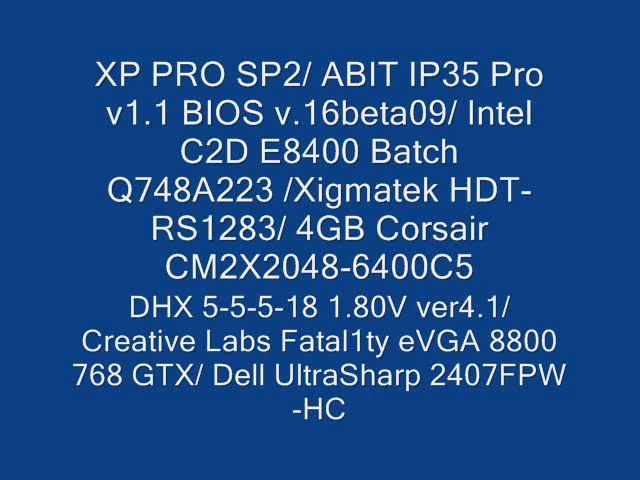 XP PRO SP2/ ABIT IP35 Pro
v1.1 BIOS v.16beta09/ Intel
C2D E8400 Batch
Q748A223 /Xigmatek HDT-
RS1283/ 4GB Corsair
CM2X2048-6400C5
DHX 5-5-5-18 1.80V ver4.1/
Creative Labs Fatal1ty eVGA 8800
768 GTX/ Dell UltraSharp 2407FPW
-HC